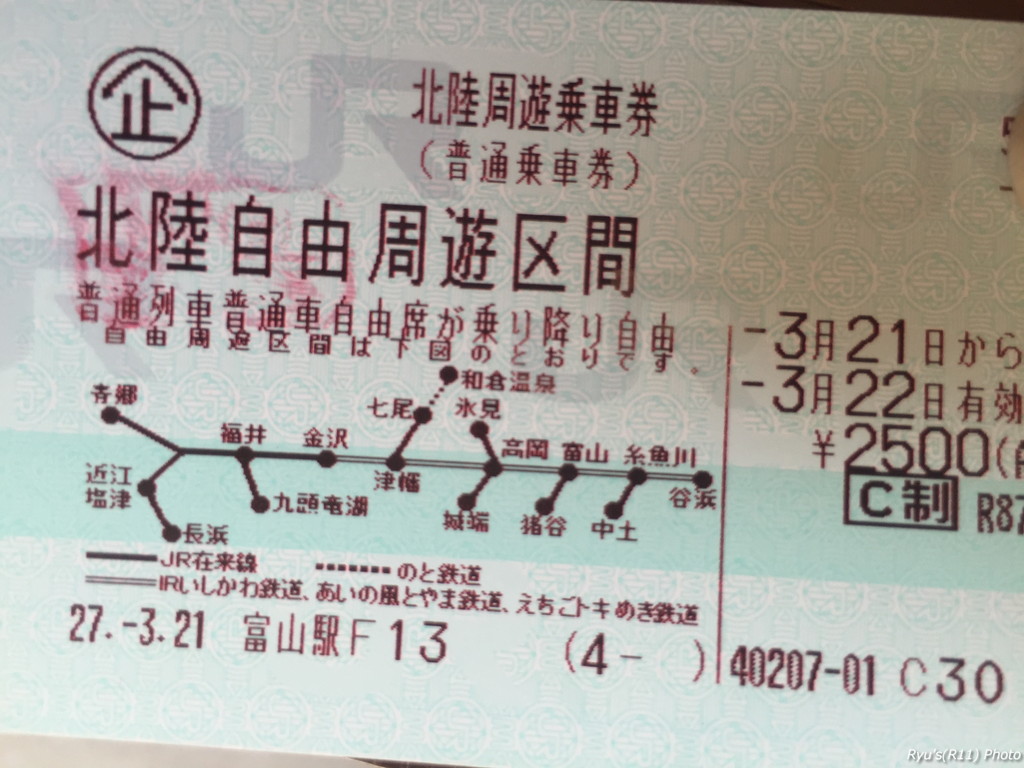 企
北陸周遊乗車券
(普通乗車券)
北陸自由周遊区間
普通列車普通車自由席が乗り降り自由
自由周遊区間は下図のとおりです。
-3月21日から
-3月22日有効
¥2500
C制
R87
和倉温泉
青郷
七尾
氷見
福井
金沢
高岡
富山
糸魚川
近江
塩津
津幡
谷浜
九頭竜湖
城端
猪谷
中土
長浜
JR在来線
のと鉄道
IRいしかわ鉄道、あいの風とやま鉄道、えちごトキめき鉄道
27.-3.21 富山駅F13 (4- )
40207-01 C30
Ryu's(R11) Photo